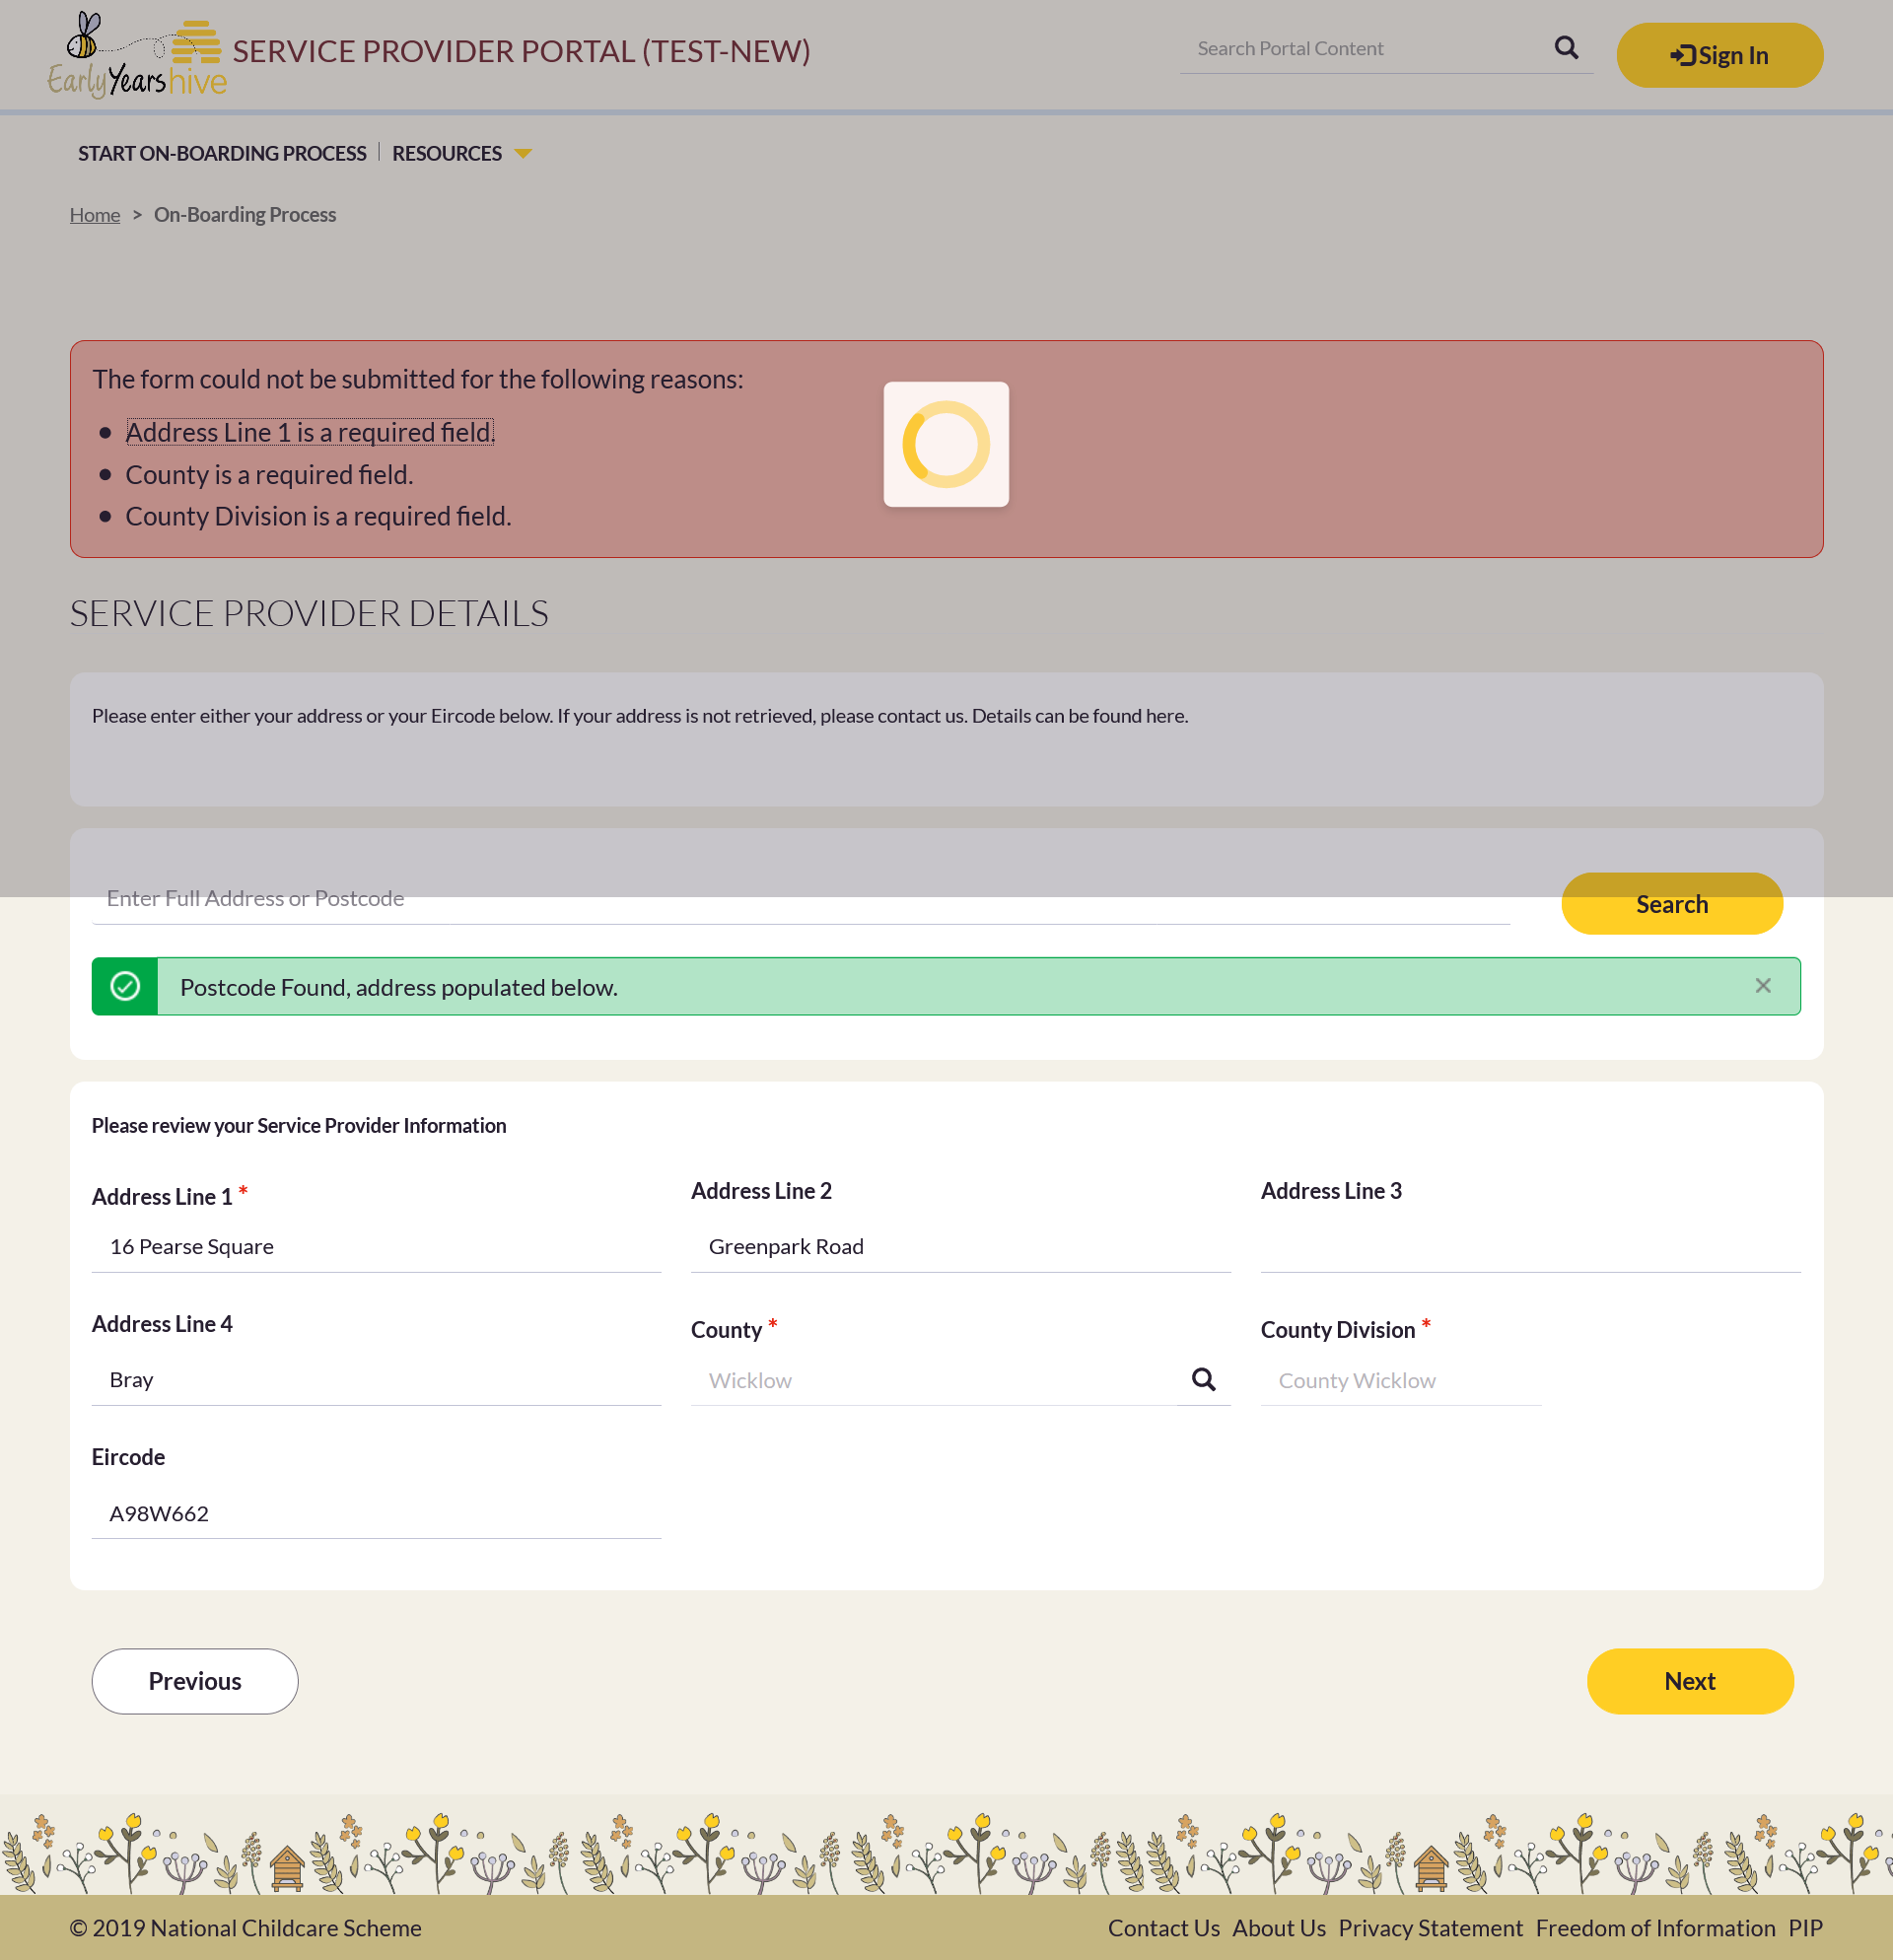 EarlyYearshive
SERVICE PROVIDER PORTAL (TEST-NEW)
Search Portal Content
Sign In
START ON-BOARDING PROCESS | RESOURCES
Home > On-Boarding Process
The form could not be submitted for the following reasons:
Address Line 1 is a required field.
County is a required field.
County Division is a required field.
SERVICE PROVIDER DETAILS
Please enter either your address or your Eircode below. If your address is not retrieved, please contact us. Details can be found here.
Enter Full Address or Postcode
Search
Postcode Found, address populated below.
Please review your Service Provider Information
Address Line 1 *
Address Line 2
Address Line 3
16 Pearse Square
Greenpark Road
Address Line 4
County *
County Division *
Bray
Wicklow
County Wicklow
Eircode
A98W662
Previous
Next
© 2019 National Childcare Scheme
Contact Us About Us Privacy Statement Freedom of Information PIP